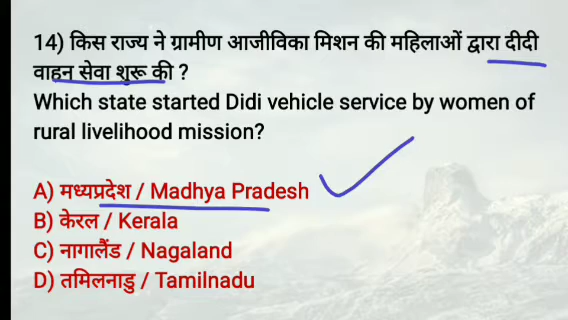 14) किस राज्य ने ग्रामीण आजीविका मिशन की महिलाओं द्वारा दीदी
वाहन सेवा शुरू की ?
Which state started Didi vehicle service by women of
rural livelihood mission?
A) मध्यप्रदेश / Madhya Pradesh
B) केरल / Kerala
C) नागालैंड / Nagaland
D) तमिलनाडु / Tamilnadu